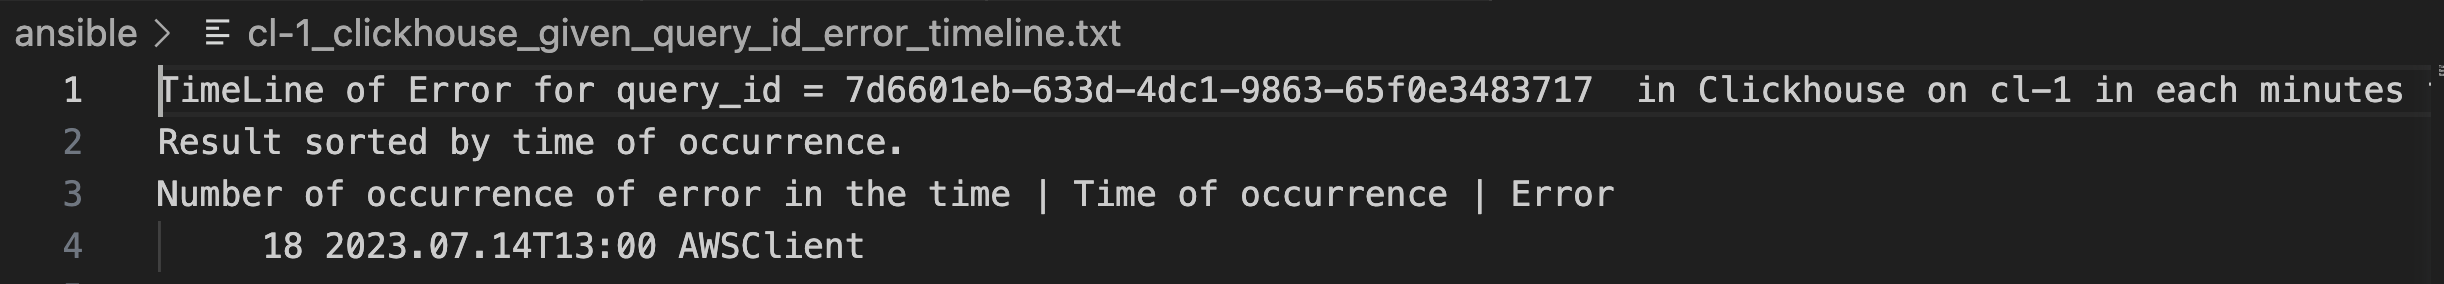 ansible > cl-1_clickhouse_given_query_id_error_timeline.txt
1 TimeLine of Error for query_id = 7d6601eb-633d-4dc1-9863-65f0e3483717  in Clickhouse on cl-1 in each minutes
2 Result sorted by time of occurrence.
3 Number of occurrence of error in the time | Time of occurrence | Error
4      18 2023.07.14T13:00 AWSClient